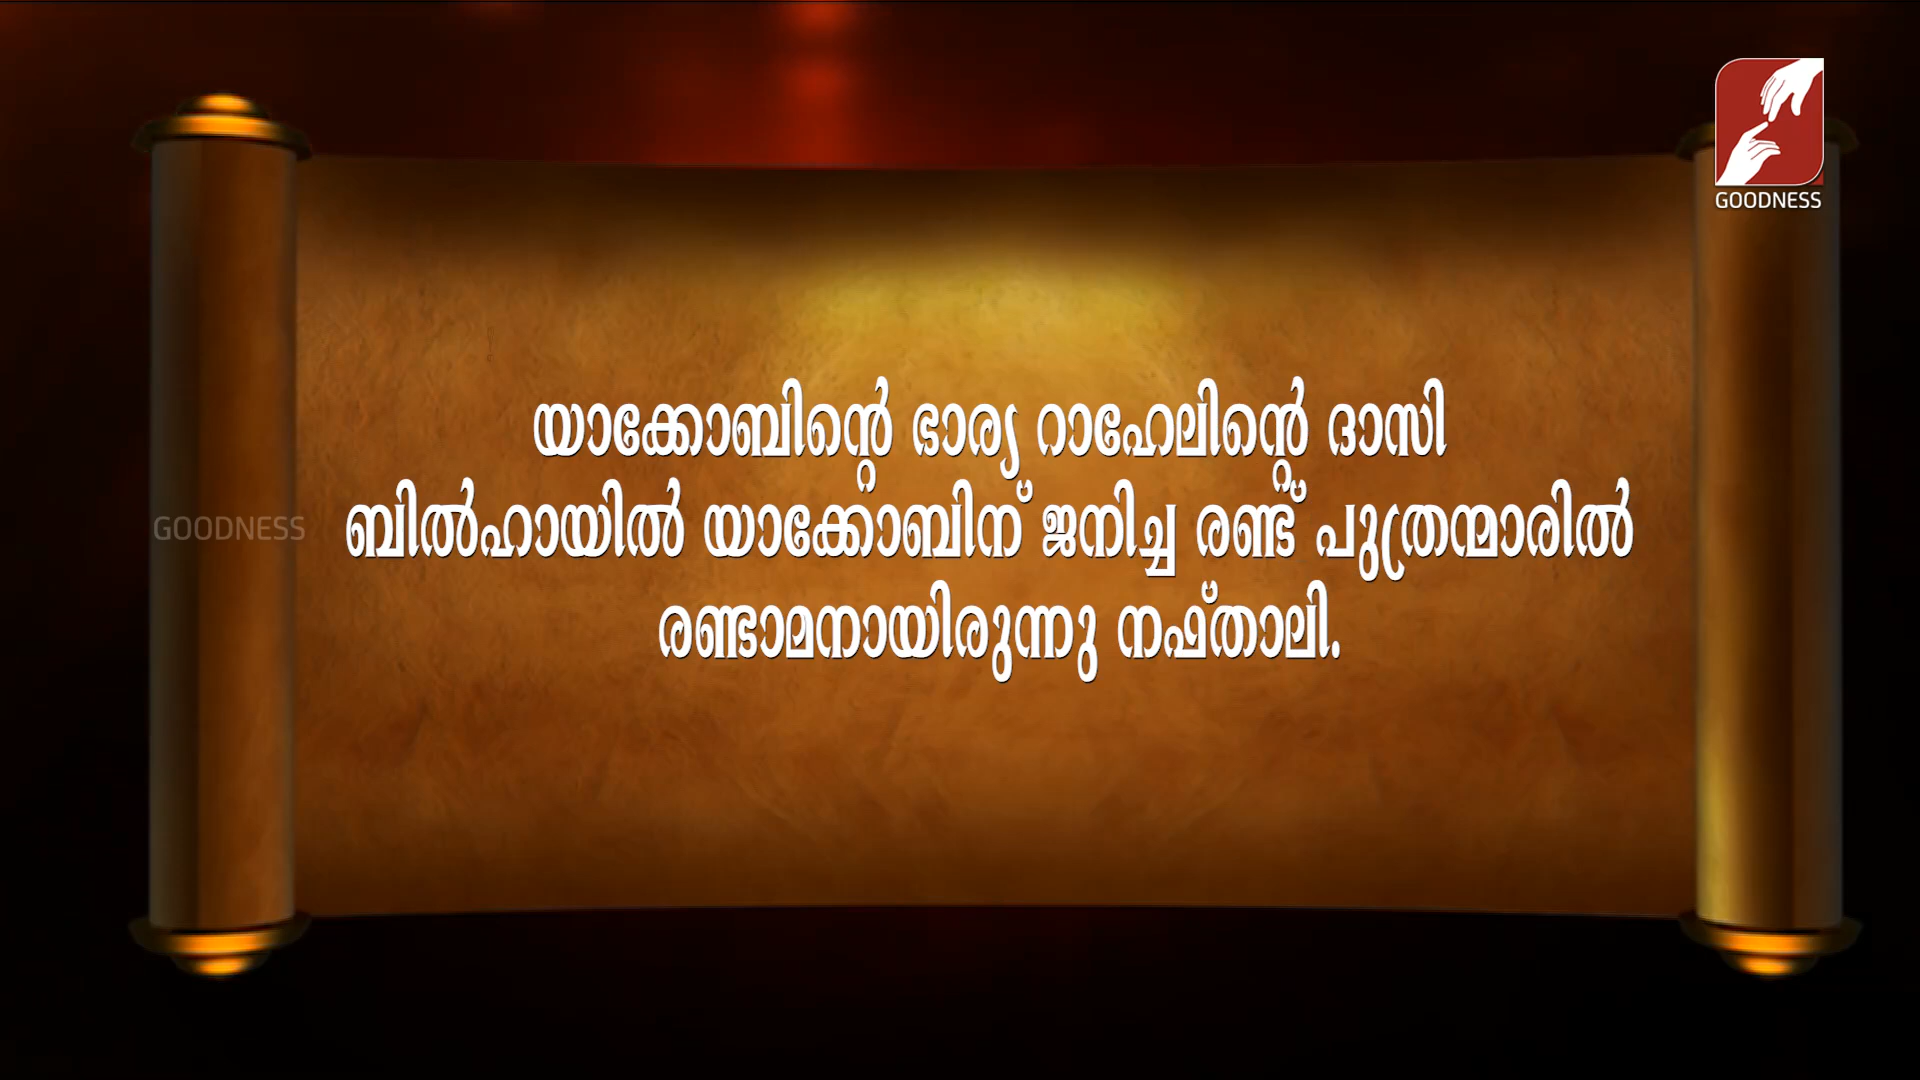 GOODNESS
യാക്കോബിന്റെ ഭാര്യ റാഹേലിന്റെ ദാസി
ബിൽഹായിൽ യാക്കോബിന് ജനിച്ച രണ്ട് പുത്രന്മാരിൽ
രണ്ടാമനായിരുന്നു നഫ്താലി.
GOODNESS